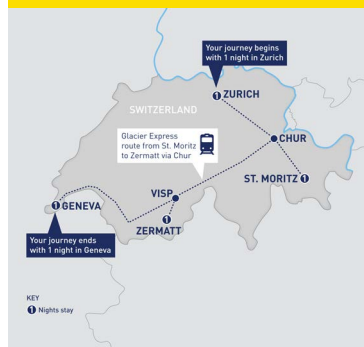 Your journey begins
with 1 night in Zurich
1 ZURICH
SWITZERLAND
Glacier Express
route from St. Moritz
to Zermatt via Chur
CHUR
ST. MORITZ 1
VISP
1 GENEVA
1
ZERMATT
Your journey ends
with 1 night in Geneva
KEY
1 Nights stay